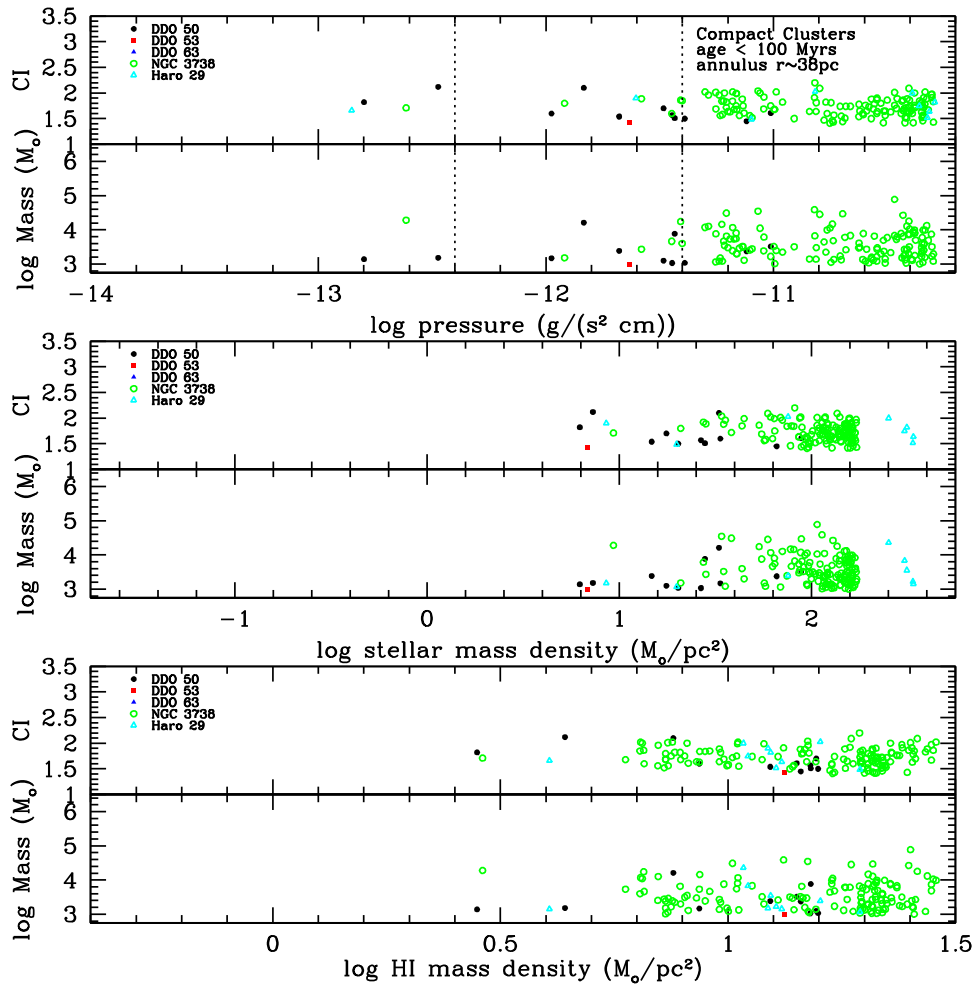 3.5
3
2.5
2
1.5
1
CI
DDO 50
DDO 53
DDO 63
NGC 3738
Haro 29
Compact Clusters
age < 100 Myrs
annulus r~38pc
6
5
4
3
log Mass (M₀)
−14 −13 −12 −11
log pressure (g/(s² cm))
3.5
3
2.5
2
1.5
1
CI
DDO 50
DDO 53
DDO 63
NGC 3738
Haro 29
6
5
4
3
log Mass (M₀)
−1 0 1 2
log stellar mass density (M₀/pc²)
3.5
3
2.5
2
1.5
1
CI
DDO 50
DDO 53
DDO 63
NGC 3738
Haro 29
6
5
4
3
log Mass (M₀)
0 0.5 1 1.5
log HI mass density (M₀/pc²)